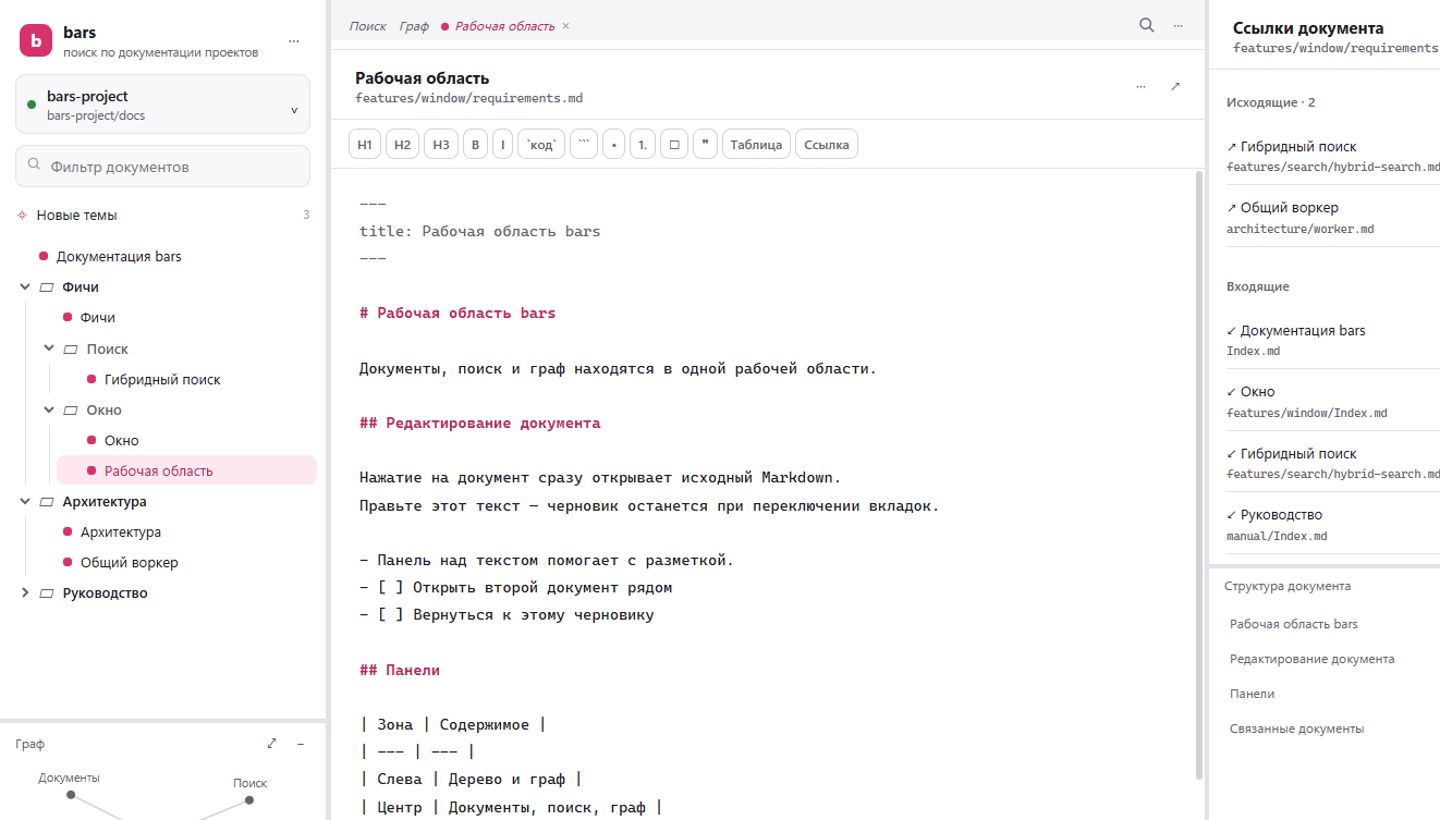 b
bars
поиск по документации проектов
...
bars-project
bars-project/docs
v
Фильтр документов
Новые темы 3
Документация bars
Фичи
Фичи
Поиск
Гибридный поиск
Окно
Окно
Рабочая область
Архитектура
Архитектура
Общий воркер
Руководство
Граф
Документы
Поиск
Поиск Граф Рабочая область ×
...
Рабочая область
features/window/requirements.md
... ↗
H1 H2 H3 B I `код` ``` • 1. ☐ ❞ Таблица Ссылка
---
title: Рабочая область bars
---
# Рабочая область bars
Документы, поиск и граф находятся в одной рабочей области.
## Редактирование документа
Нажатие на документ сразу открывает исходный Markdown.
Правьте этот текст — черновик останется при переключении вкладок.
- Панель над текстом помогает с разметкой.
- [ ] Открыть второй документ рядом
- [ ] Вернуться к этому черновику
## Панели
| Зона | Содержимое |
| --- | --- |
| Слева | Дерево и граф |
| Центр | Документы, поиск, граф |
Ссылки документа
features/window/requirements
Исходящие · 2
↗ Гибридный поиск
features/search/hybrid-search.md
↗ Общий воркер
architecture/worker.md
Входящие
↙ Документация bars
Index.md
↙ Окно
features/window/Index.md
↙ Гибридный поиск
features/search/hybrid-search.md
↙ Руководство
manual/Index.md
Структура документа
Рабочая область bars
Редактирование документа
Панели
Связанные документы